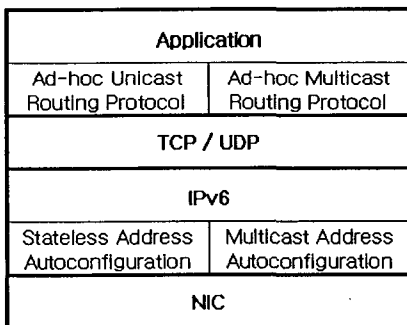 Application
Ad-hoc Unicast Routing Protocol
Ad-hoc Multicast Routing Protocol
TCP / UDP
IPv6
Stateless Address Autoconfiguration
Multicast Address Autoconfiguration
NIC